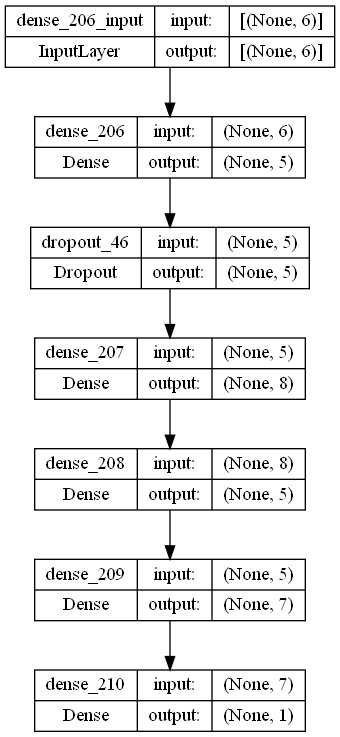 dense_206_input input: [(None, 6)]
InputLayer output: [(None, 6)]
dense_206 input: (None, 6)
Dense output: (None, 5)
dropout_46 input: (None, 5)
Dropout output: (None, 5)
dense_207 input: (None, 5)
Dense output: (None, 8)
dense_208 input: (None, 8)
Dense output: (None, 5)
dense_209 input: (None, 5)
Dense output: (None, 7)
dense_210 input: (None, 7)
Dense output: (None, 1)